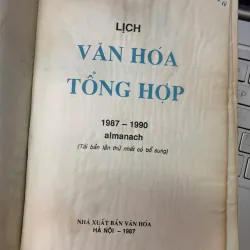 LỊCH
VĂN HÓA
TỔNG HỢP
1987 – 1990
almanach
(Tái bản lần thứ nhất có bổ sung)
NHÀ XUẤT BẢN VĂN HÓA
HÀ NỘI – 1987